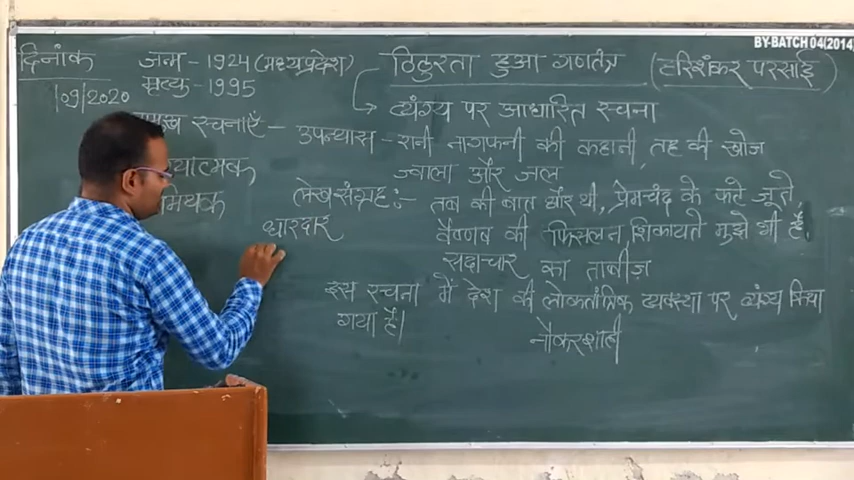 BY-BATCH 04(2014
दिनांक
/09/2020
जन्म - 1924 (मध्यप्रदेश)
मृत्यु - 1995
ठिठुरता हुआ गणतंत्र (हरिशंकर परसाई)
व्यंग्य पर आधारित रचना
रचनाएँ - उपन्यास - रानी नागफनी की कहानी, तट की खोज
ज्वाला और जल
लेख संग्रह :- तब की बात और थी, प्रेमचंद के फटे जूते,
वैष्णव की फिसलन, शिकायत मुझे भी है,
सदाचार का ताबीज़
धारदार
इस रचना में देश की लोकतांत्रिक व्यवस्था पर व्यंग्य किया
गया है।
नौकरशाही